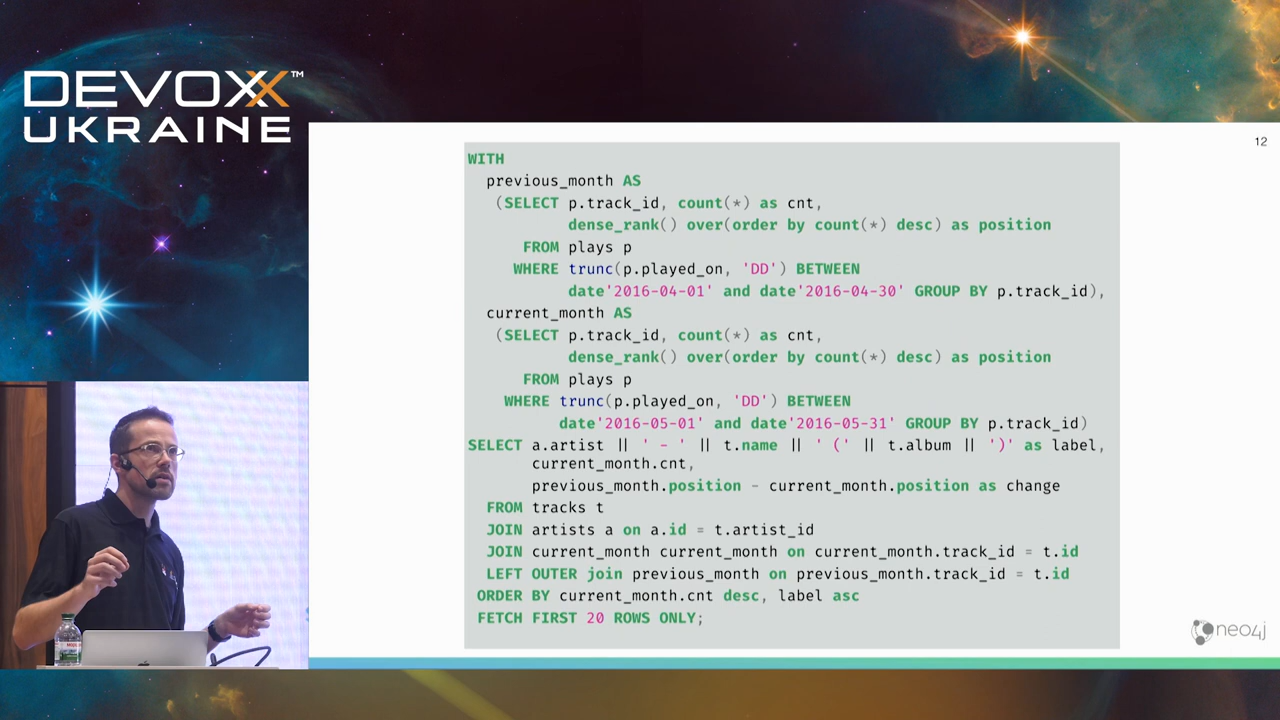 DEVOXX™
UKRAINE
12
WITH
previous_month AS
(SELECT p.track_id, count(*) as cnt,
dense_rank() over(order by count(*) desc) as position
FROM plays p
WHERE trunc(p.played_on, 'DD') BETWEEN
date'2016-04-01' and date'2016-04-30' GROUP BY p.track_id),
current_month AS
(SELECT p.track_id, count(*) as cnt,
dense_rank() over(order by count(*) desc) as position
FROM plays p
WHERE trunc(p.played_on, 'DD') BETWEEN
date'2016-05-01' and date'2016-05-31' GROUP BY p.track_id)
SELECT a.artist || ' - ' || t.name || ' (' || t.album || ')' as label,
current_month.cnt,
previous_month.position - current_month.position as change
FROM tracks t
JOIN artists a on a.id = t.artist_id
JOIN current_month current_month on current_month.track_id = t.id
LEFT OUTER join previous_month on previous_month.track_id = t.id
ORDER BY current_month.cnt desc, label asc
FETCH FIRST 20 ROWS ONLY;
neo4j